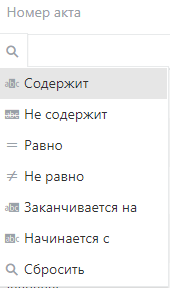 Номер акта
Содержит
Не содержит
Равно
Не равно
Заканчивается на
Начинается с
Сбросить